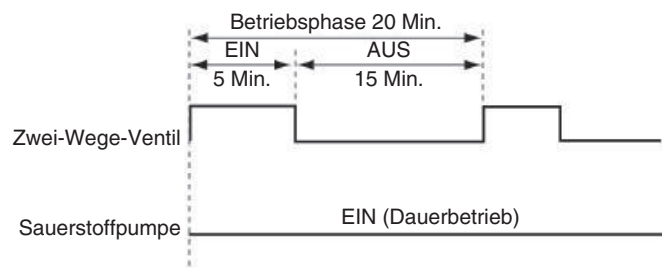 Betriebsphase 20 Min.
EIN
AUS
5 Min.
15 Min.
Zwei-Wege-Ventil
EIN (Dauerbetrieb)
Sauerstoffpumpe